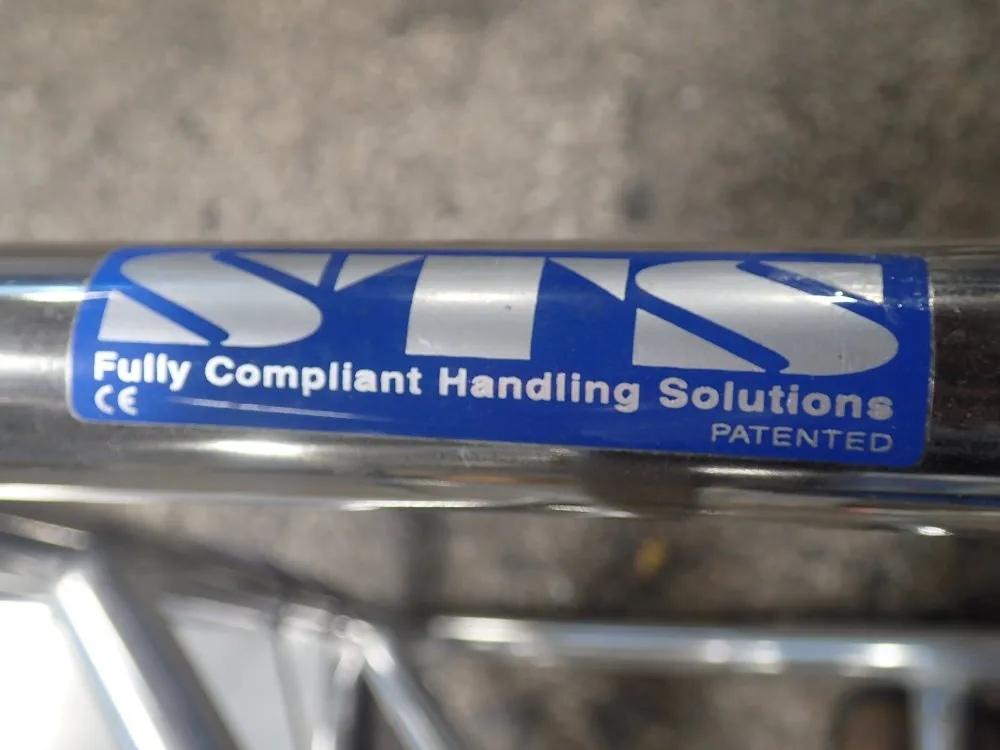 STS
Fully Compliant Handling Solutions
CE
PATENTED